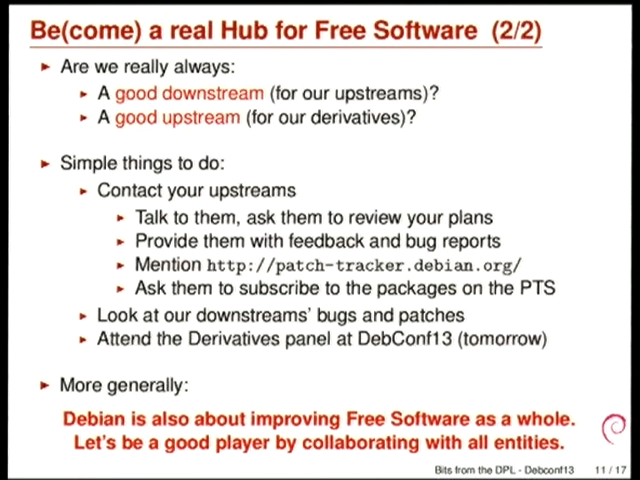 Be(come) a real Hub for Free Software (2/2)
Are we really always:
A good downstream (for our upstreams)?
A good upstream (for our derivatives)?
Simple things to do:
Contact your upstreams
Talk to them, ask them to review your plans
Provide them with feedback and bug reports
Mention http://patch-tracker.debian.org/
Ask them to subscribe to the packages on the PTS
Look at our downstreams' bugs and patches
Attend the Derivatives panel at DebConf13 (tomorrow)
More generally:
Debian is also about improving Free Software as a whole.
Let's be a good player by collaborating with all entities.
Bits from the DPL - Debconf13 11 / 17